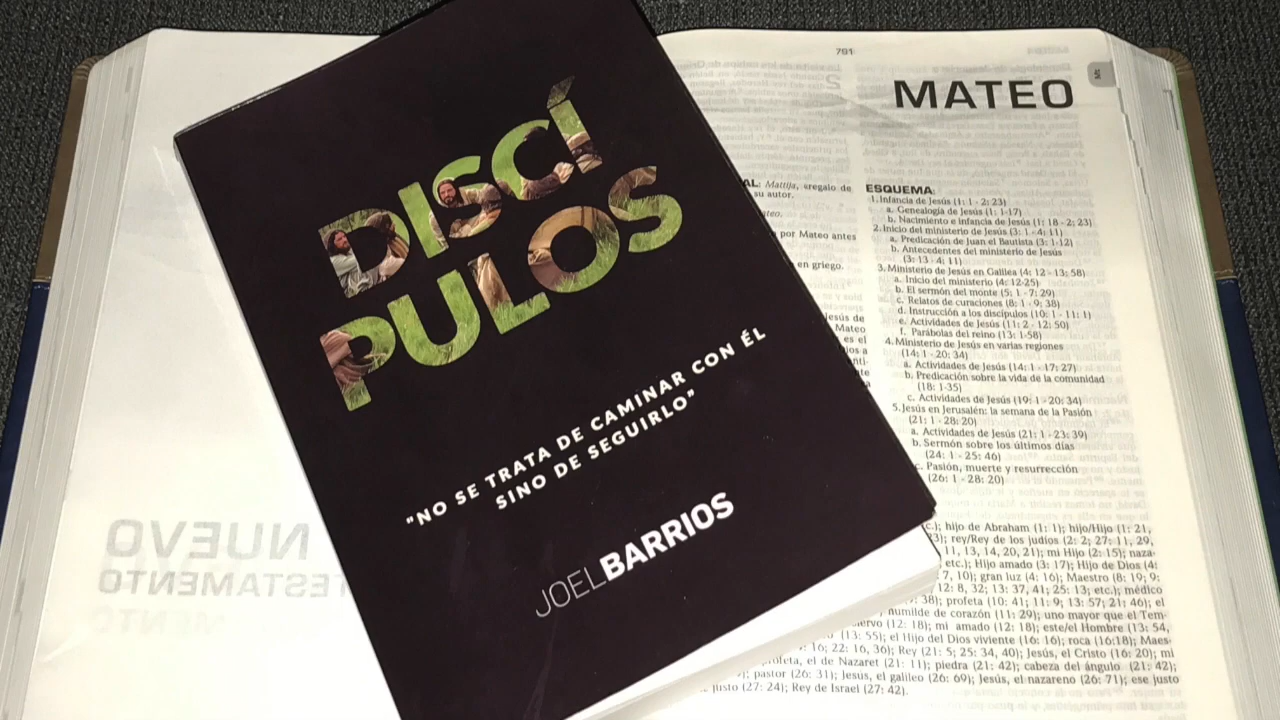 DISCÍ
PULOS
"NO SE TRATA DE CAMINAR CON ÉL
SINO DE SEGUIRLO"
JOELBARRIOS
NUEVO
TESTAMENTO
701
MATEO
Mt
AL: Mattija, «regalo de
su autor.
por Mateo antes
en griego.
Jesús de
Mateo
es el
ESQUEMA:
1. Infancia de Jesús (1: 1 - 2: 23)
a. Genealogía de Jesús (1: 1-17)
b. Nacimiento e infancia de Jesús (1: 18 - 2: 23)
2. Inicio del ministerio de Jesús (3: 1 - 4: 11)
a. Predicación de Juan el Bautista (3: 1-12)
b. Antecedentes del ministerio de Jesús
(3: 13 - 4: 11)
3. Ministerio de Jesús en Galilea (4: 12 - 13: 58)
a. Inicio del ministerio (4: 12-25)
b. El sermón del monte (5: 1 - 7: 29)
c. Relatos de curaciones (8: 1 - 9; 38)
d. Instrucción a los discípulos (10: 1 - 11: 1)
e. Actividades de Jesús (11: 2 - 12: 50)
f. Parábolas del reino (13: 1-58)
4. Ministerio de Jesús en varias regiones
(14: 1 - 20: 34)
a. Actividades de Jesús (14: 1 - 17: 27)
b. Predicación sobre la vida de la comunidad
(18: 1-35)
c. Actividades de Jesús (19: 1 - 20: 34)
5. Jesús en Jerusalén: la semana de la Pasión
(21: 1 - 28: 20)
a. Actividades de Jesús (21: 1 - 23: 39)
b. Sermón sobre los últimos días
(24: 1 - 25: 46)
c. Pasión, muerte y resurrección
(26: 1 - 28: 20)
c.); hijo de Abraham (1: 1); hijo/Hijo (1: 21,
23); rey/Rey de los judíos (2: 2; 27: 11, 29,
11, 13, 14, 20, 21); mi Hijo (2: 15); naza-
etc.); Hijo amado (3: 17); Hijo de Dios (4:
7, 10); gran luz (4: 16); Maestro (8: 19; 9:
12: 8, 32; 13: 37, 41; 25: 13; etc.); médico
38); profeta (10: 41; 11: 9; 13: 57; 21: 46); el
humilde de corazón (11: 29); uno mayor que el Tem-
iervo (12: 18); mi amado (12: 18); este/el Hombre (13: 54,
(13: 55); el Hijo del Dios viviente (16: 16); roca (16:18); Maes-
16; 22: 16, 36); Rey (21: 5; 25: 34, 40); Jesús, el Cristo (16: 20); mi
profeta, el de Nazaret (21: 11); piedra (21: 42); cabeza del ángulo (21: 42);
pastor (26: 31); Jesus, el galileo (26: 69); Jesús, el nazareno (26: 71); ese justo
justo (27: 24); Rey de Israel (27: 42).